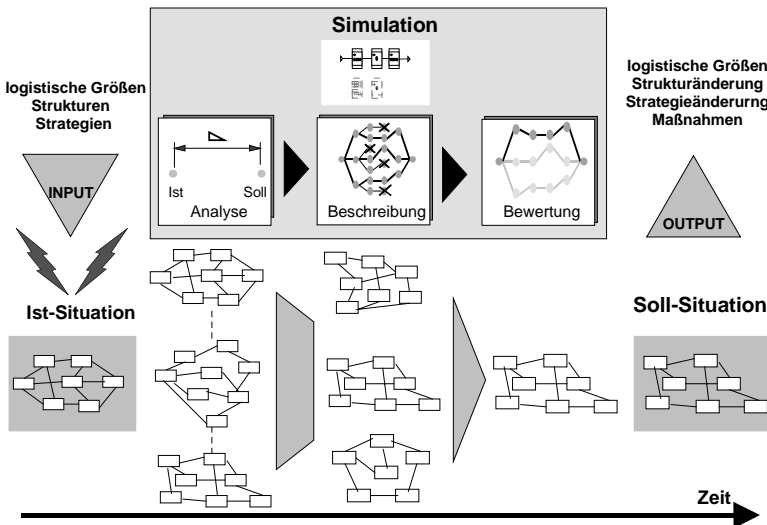 Simulation
logistische Größen
Strukturen
Strategien
logistische Größen
Strukturänderung
Strategieänderurng
Maßnahmen
Ist
Soll
Analyse
Beschreibung
Bewertung
INPUT
OUTPUT
Ist-Situation
Soll-Situation
Zeit